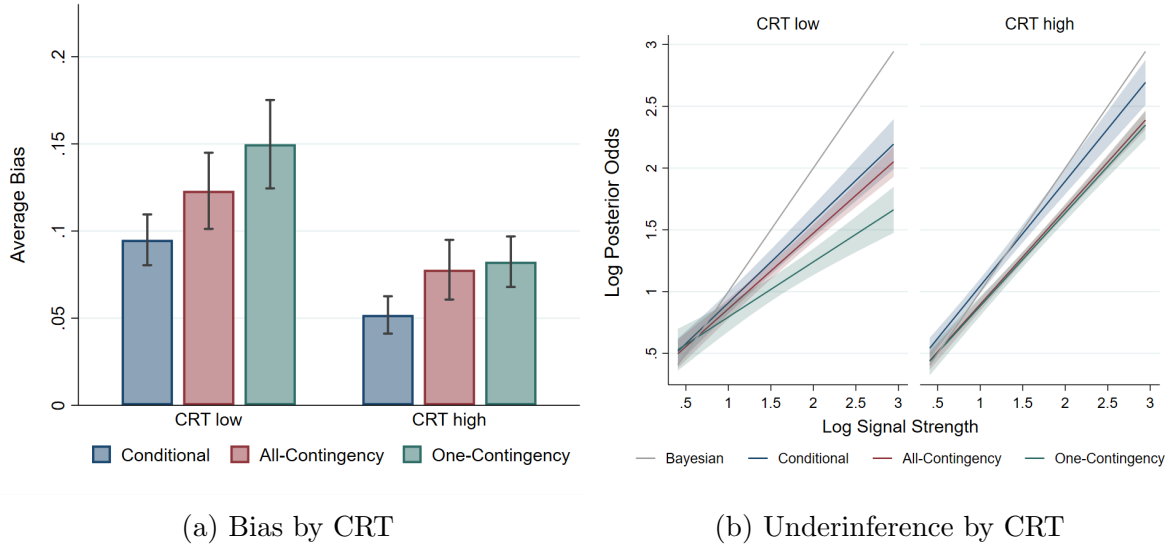 Average Bias
.2
.15
.1
.05
0
CRT low
CRT high
Conditional
All-Contingency
One-Contingency
(a) Bias by CRT
CRT low
CRT high
Log Posterior Odds
3
2.5
2
1.5
1
.5
.5 1 1.5 2 2.5 3
.5 1 1.5 2 2.5 3
Log Signal Strength
Bayesian
Conditional
All-Contingency
One-Contingency
(b) Underinference by CRT